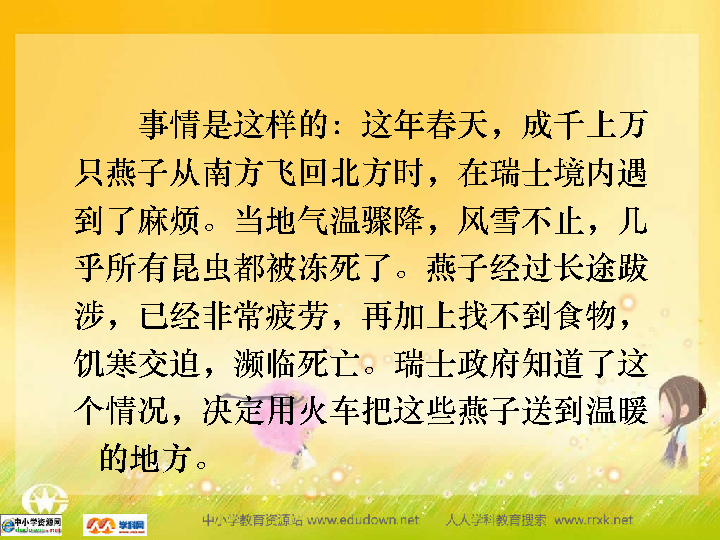 事情是这样的：这年春天，成千上万
只燕子从南方飞回北方时，在瑞士境内遇
到了麻烦。当地气温骤降，风雪不止，几
乎所有昆虫都被冻死了。燕子经过长途跋
涉，已经非常疲劳，再加上找不到食物，
饥寒交迫，濒临死亡。瑞士政府知道了这
个情况，决定用火车把这些燕子送到温暖
的地方。
中小学资源网
学科网
中小学教育资源站 www.edudown.net 人人学科教育搜索 www.rrxk.net